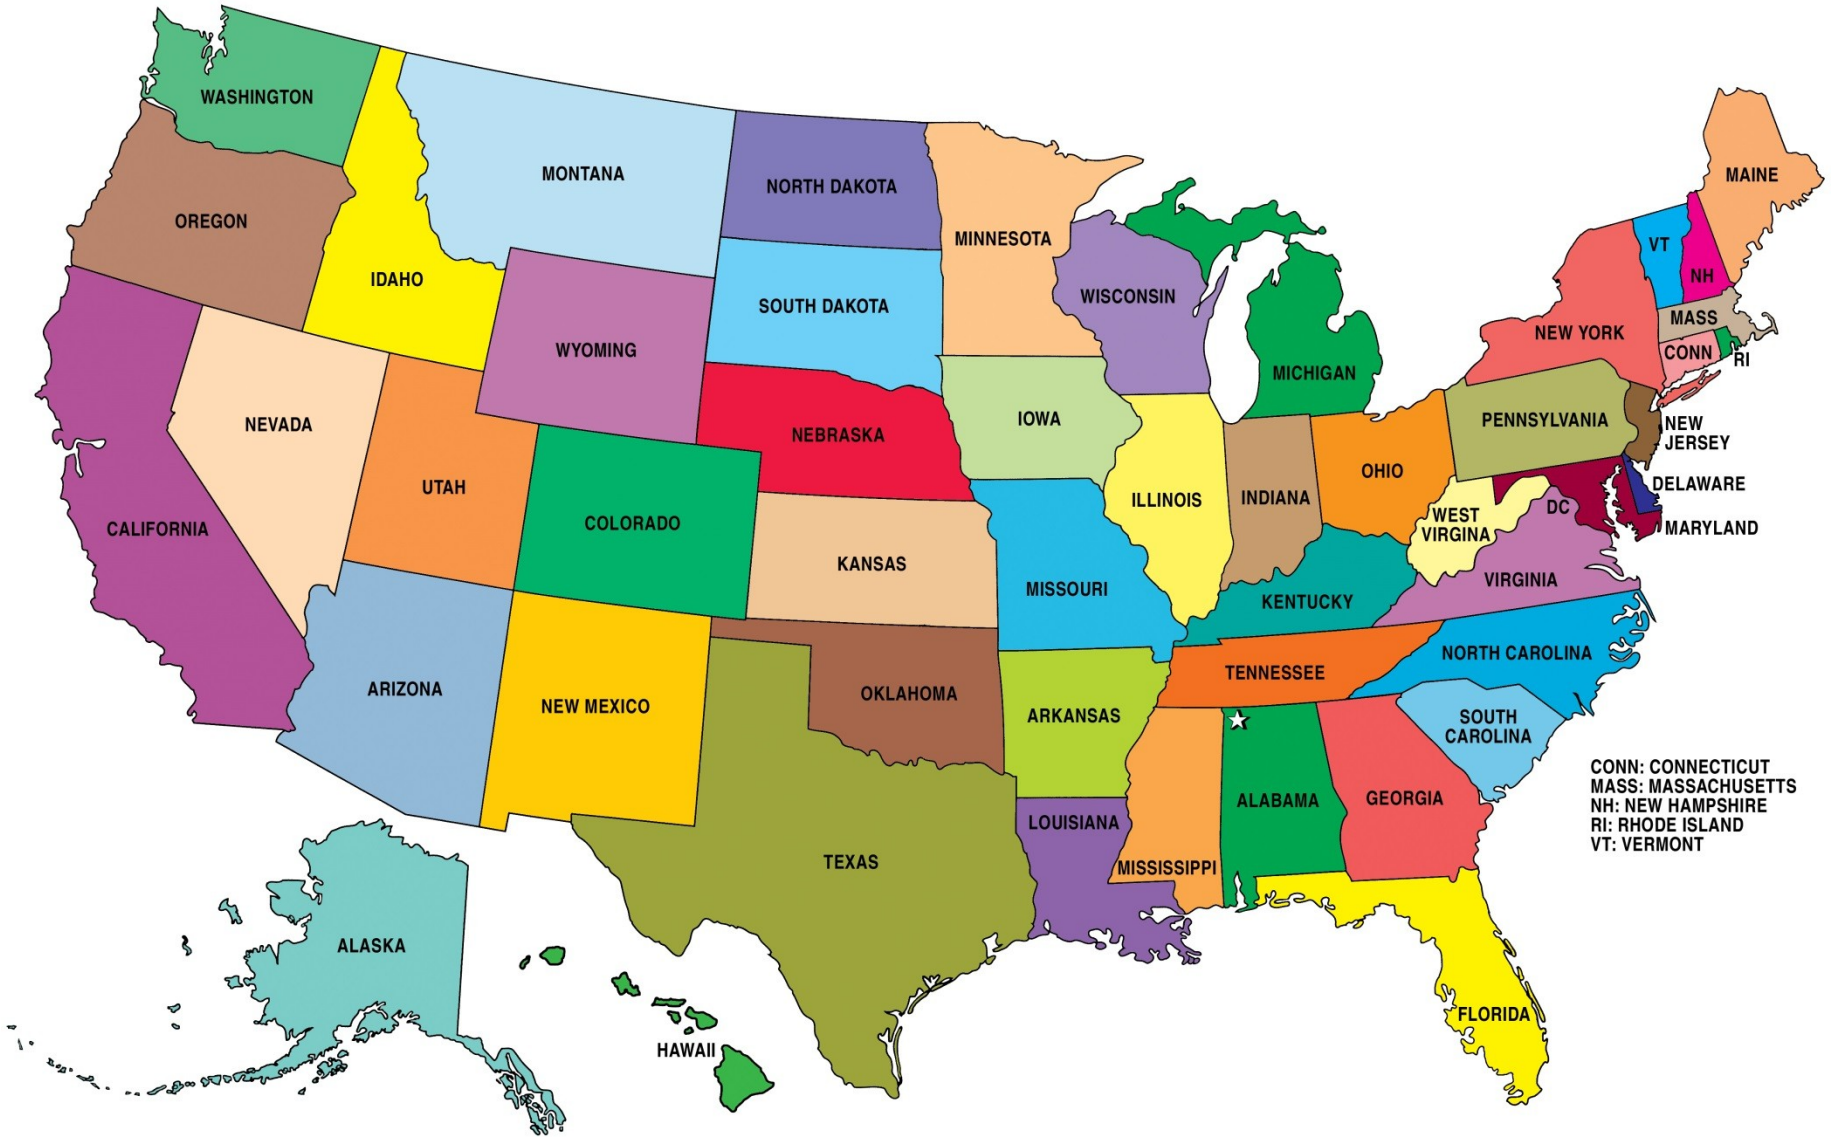 WASHINGTON
MONTANA
NORTH DAKOTA
MINNESOTA
MAINE
OREGON
IDAHO
WYOMING
SOUTH DAKOTA
WISCONSIN
MICHIGAN
VT
NH
NEW YORK
MASS
CONN
RI
NEVADA
UTAH
COLORADO
NEBRASKA
IOWA
ILLINOIS
INDIANA
OHIO
PENNSYLVANIA
NEW
JERSEY
DELAWARE
MARYLAND
DC
WEST
VIRGINA
VIRGINIA
CALIFORNIA
KANSAS
MISSOURI
KENTUCKY
ARIZONA
NEW MEXICO
OKLAHOMA
ARKANSAS
TENNESSEE
NORTH CAROLINA
SOUTH
CAROLINA
TEXAS
LOUISIANA
MISSISSIPPI
ALABAMA
GEORGIA
FLORIDA
ALASKA
HAWAII
CONN: CONNECTICUT
MASS: MASSACHUSETTS
NH: NEW HAMPSHIRE
RI: RHODE ISLAND
VT: VERMONT